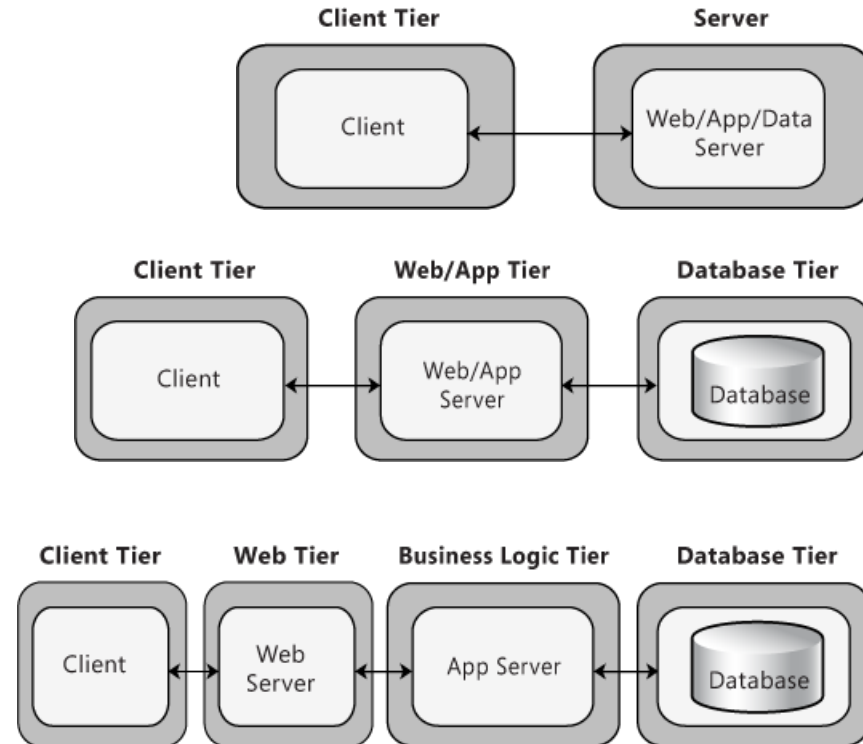 Client Tier
Server
Client
Web/App/Data
Server
Client Tier
Web/App Tier
Database Tier
Client
Web/App
Server
Database
Client Tier
Web Tier
Business Logic Tier
Database Tier
Client
Web
Server
App Server
Database